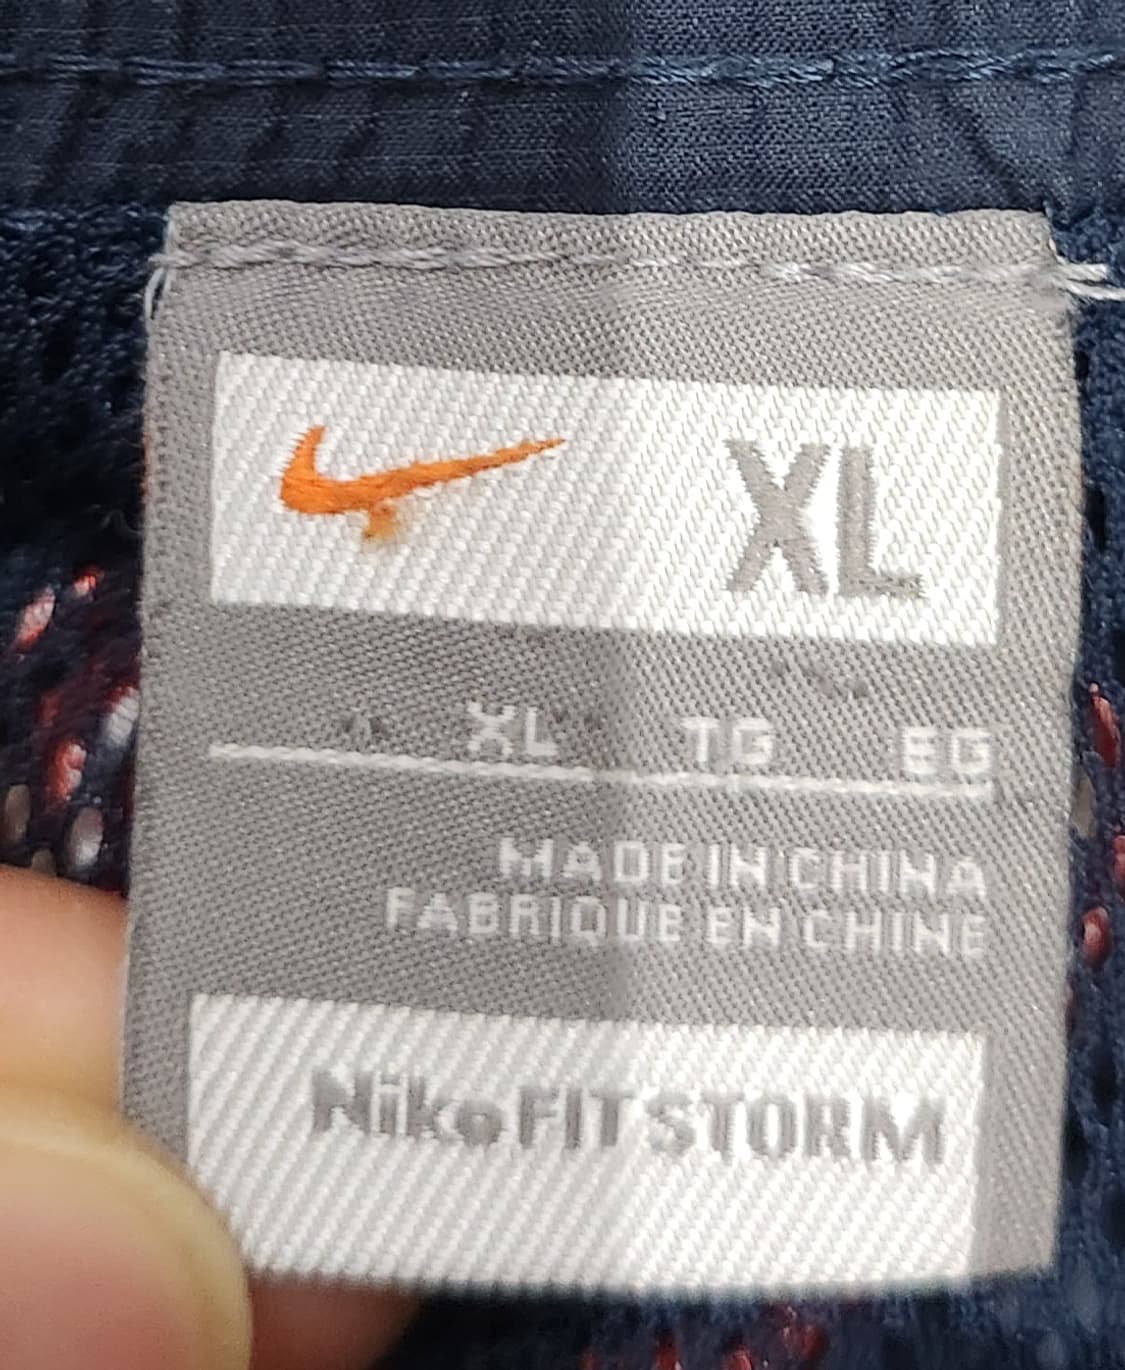 XL
XL TG EG
MADE IN CHINA
FABRIQUE EN CHINE
Nike FIT STORM